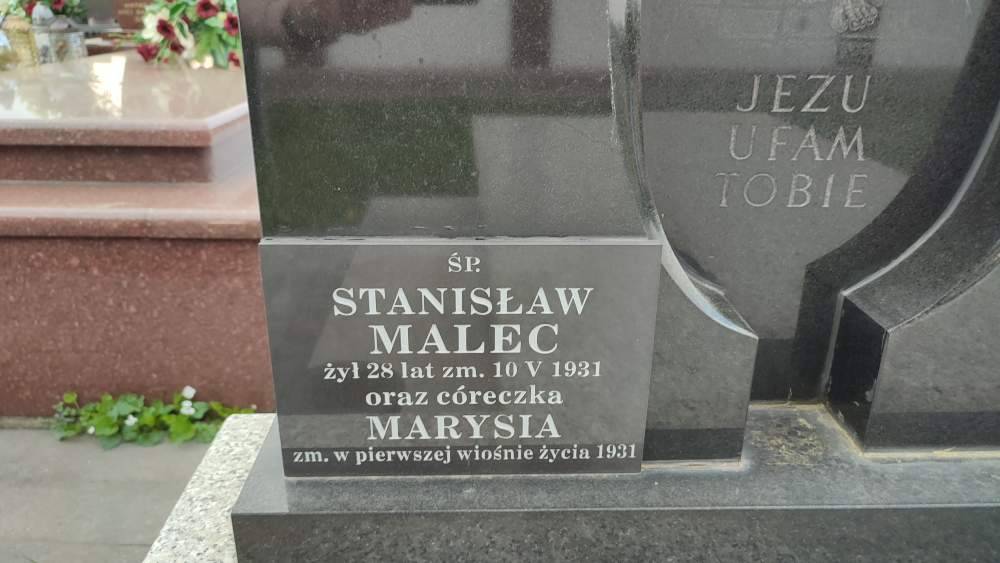 JEZU
UFAM
TOBIE
ŚP.
STANISŁAW
MALEC
żył 28 lat zm. 10 V 1931
oraz córeczka
MARYSIA
zm. w pierwszej wiośnie życia 1931